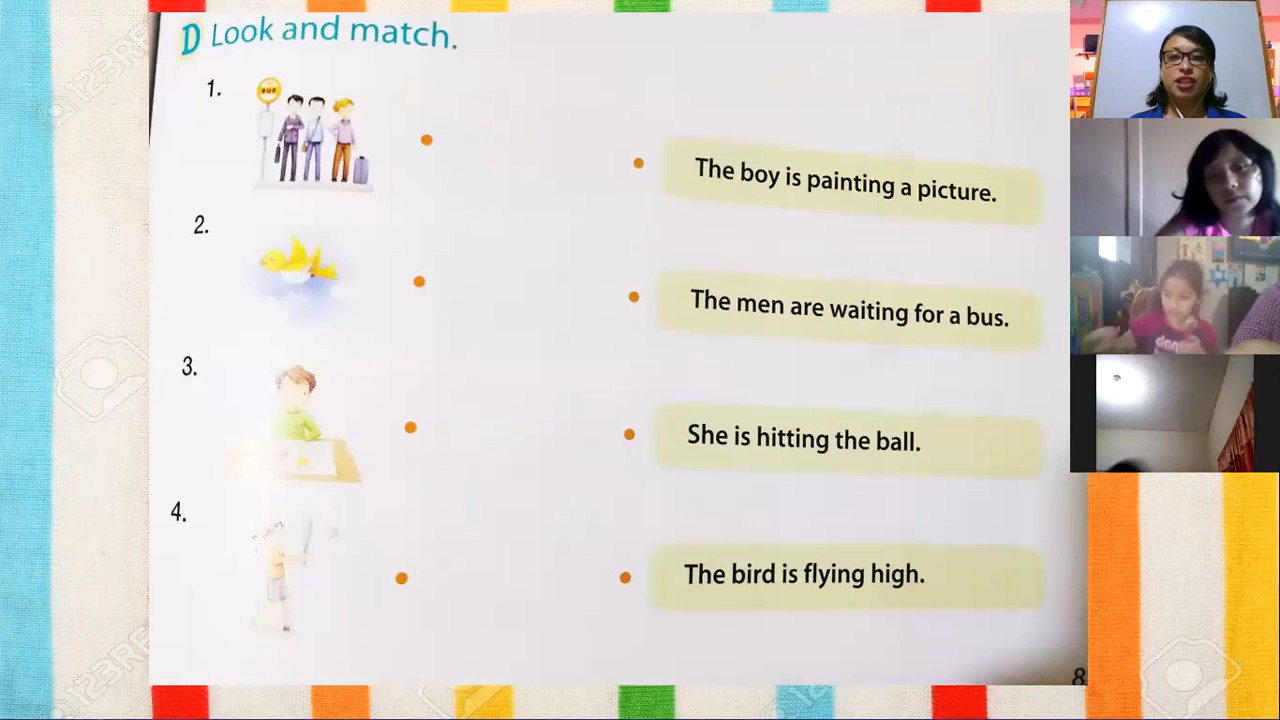 D Look and match.
1.
BUS
The boy is painting a picture.
2.
The men are waiting for a bus.
3.
She is hitting the ball.
4.
The bird is flying high.
8